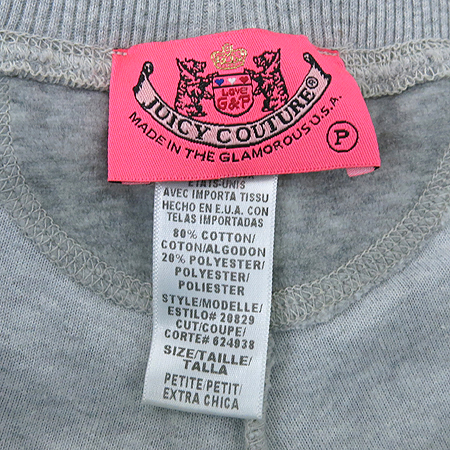 LOVE
G&P
JUICY COUTURE®
MADE IN THE GLAMOROUS U.S.A.
P
ETATS-UNIS
AVEC IMPORTA TISSU
HECHO EN E.U.A. CON
TELAS IMPORTADAS
80% COTTON/
COTON/ALGODON
20% POLYESTER/
POLYESTER/
POLIESTER
STYLE/MODELLE/
ESTILO# 20829
CUT/COUPE/
CORTE# 624938
SIZE/TAILLE/
TALLA
PETITE/PETIT/
EXTRA CHICA